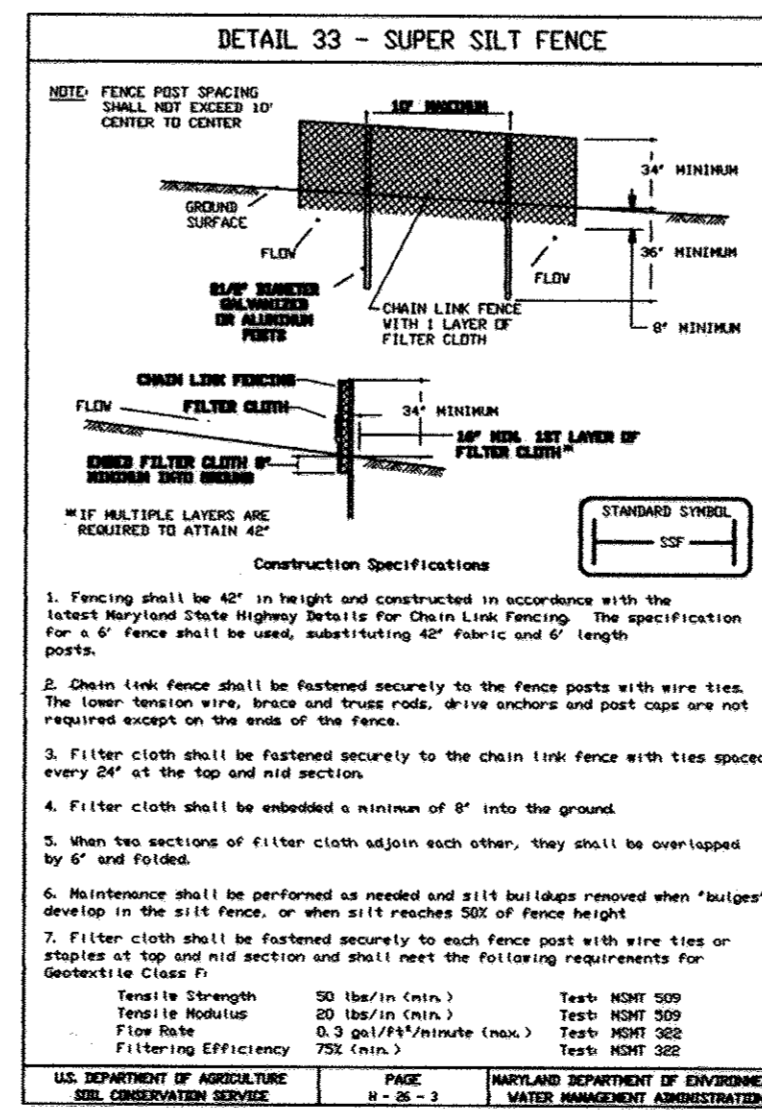 DETAIL 33 - SUPER SILT FENCE
NOTE: FENCE POST SPACING
SHALL NOT EXCEED 10'
CENTER TO CENTER
10' MAXIMUM
34" MINIMUM
GROUND
SURFACE
36" MINIMUM
FLOW
FLOW
21/2" DIAMETER
GALVANIZED
OR ALUMINUM
POSTS
CHAIN LINK FENCE
WITH 1 LAYER OF
FILTER CLOTH
8" MINIMUM
CHAIN LINK FENCING
FLOW
FILTER CLOTH
34" MINIMUM
16" MIN. 1ST LAYER OF
FILTER CLOTH*
EMBED FILTER CLOTH 8"
MINIMUM INTO GROUND
*IF MULTIPLE LAYERS ARE
REQUIRED TO ATTAIN 42"
STANDARD SYMBOL
SSF
Construction Specifications
1. Fencing shall be 42" in height and constructed in accordance with the
latest Maryland State Highway Details for Chain Link Fencing. The specification
for a 6' fence shall be used, substituting 42" fabric and 6' length
posts.
2. Chain link fence shall be fastened securely to the fence posts with wire ties.
The lower tension wire, brace and truss rods, drive anchors and post caps are not
required except on the ends of the fence.
3. Filter cloth shall be fastened securely to the chain link fence with ties spaced
every 24" at the top and mid section.
4. Filter cloth shall be embedded a minimum of 8" into the ground.
5. When two sections of filter cloth adjoin each other, they shall be overlapped
by 6" and folded.
6. Maintenance shall be performed as needed and silt buildups removed when "bulges"
develop in the silt fence, or when silt reaches 50% of fence height
7. Filter cloth shall be fastened securely to each fence post with wire ties or
staples at top and mid section and shall meet the following requirements for
Geotextile Class F:
Tensile Strength 50 lbs/in (min.) Test: MSMT 509
Tensile Modulus 20 lbs/in (min.) Test: MSMT 509
Flow Rate 0.3 gal/ft²/minute (max.) Test: MSMT 322
Filtering Efficiency 75% (min.) Test: MSMT 322
U.S. DEPARTMENT OF AGRICULTURE
SOIL CONSERVATION SERVICE
PAGE
H - 26 - 3
MARYLAND DEPARTMENT OF ENVIRONME
WATER MANAGEMENT ADMINISTRATION